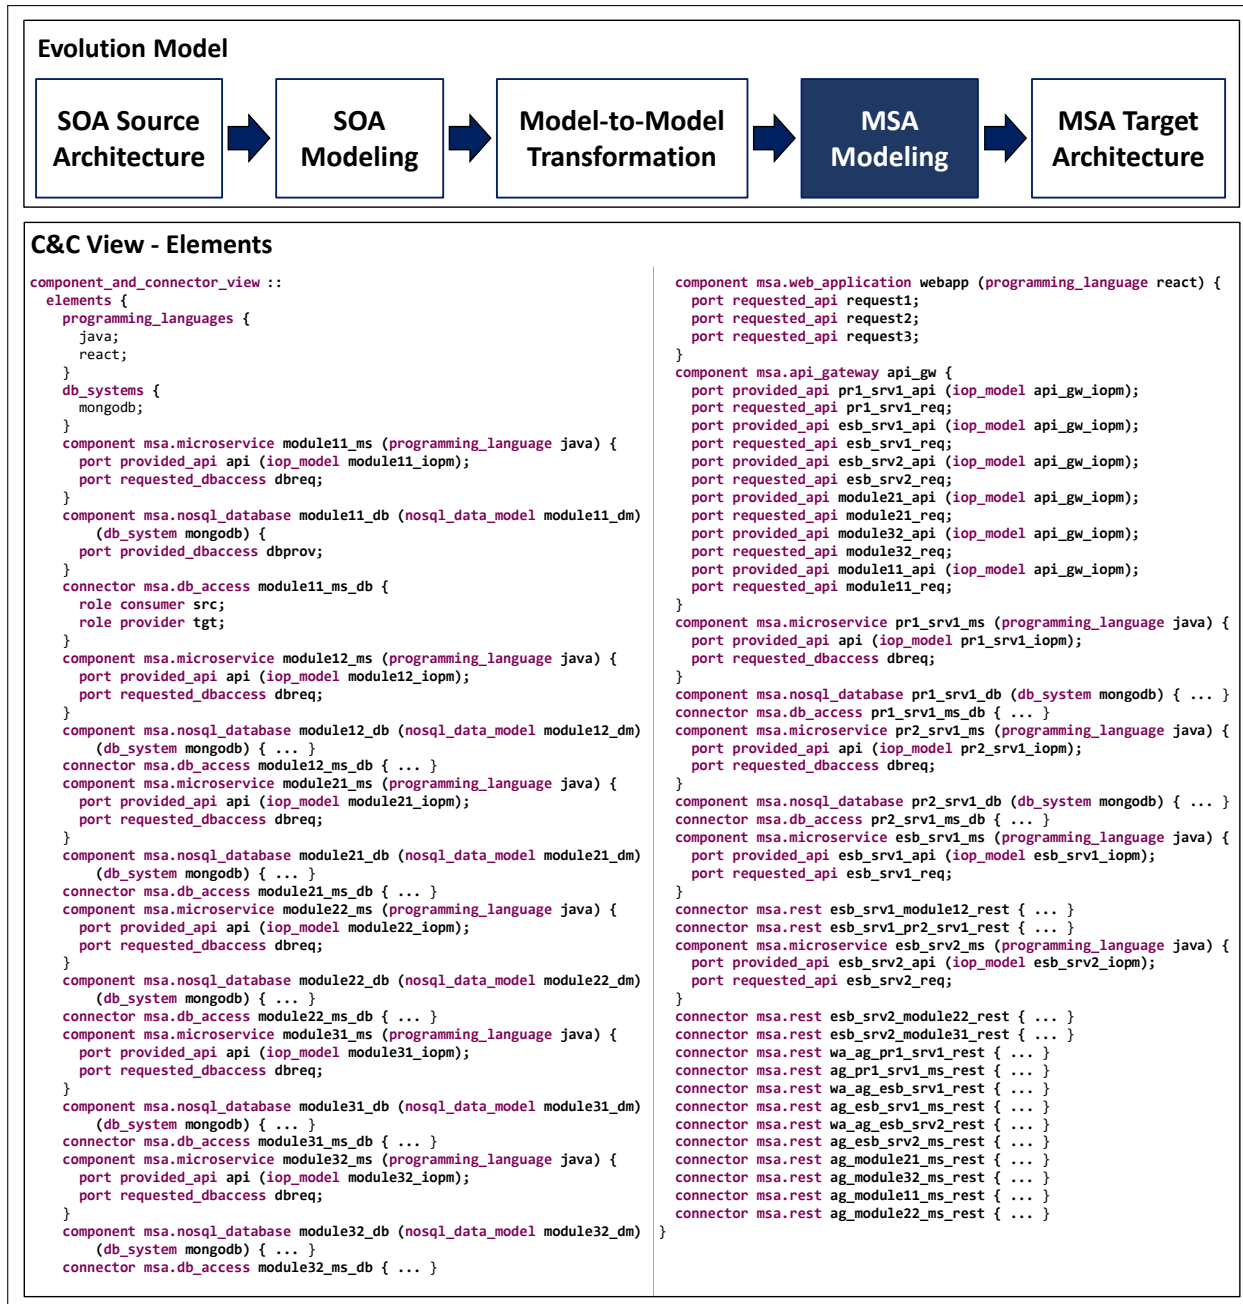 Evolution Model
SOA Source
Architecture
SOA
Modeling
Model-to-Model
Transformation
MSA
Modeling
MSA Target
Architecture
C&C View - Elements
component_and_connector_view ::
elements {
programming_languages {
java;
react;
}
db_systems {
mongodb;
}
component msa.microservice module11_ms (programming_language java) {
port provided_api api (iop_model module11_iopm);
port requested_dbaccess dbreq;
}
component msa.nosql_database module11_db (nosql_data_model module11_dm)
(db_system mongodb) {
port provided_dbaccess dbprov;
}
connector msa.db_access module11_ms_db {
role consumer src;
role provider tgt;
}
component msa.microservice module12_ms (programming_language java) {
port provided_api api (iop_model module12_iopm);
port requested_dbaccess dbreq;
}
component msa.nosql_database module12_db (nosql_data_model module12_dm)
(db_system mongodb) { ... }
connector msa.db_access module12_ms_db { ... }
component msa.microservice module21_ms (programming_language java) {
port provided_api api (iop_model module21_iopm);
port requested_dbaccess dbreq;
}
component msa.nosql_database module21_db (nosql_data_model module21_dm)
(db_system mongodb) { ... }
connector msa.db_access module21_ms_db { ... }
component msa.microservice module22_ms (programming_language java) {
port provided_api api (iop_model module22_iopm);
port requested_dbaccess dbreq;
}
component msa.nosql_database module22_db (nosql_data_model module22_dm)
(db_system mongodb) { ... }
connector msa.db_access module22_ms_db { ... }
component msa.microservice module31_ms (programming_language java) {
port provided_api api (iop_model module31_iopm);
port requested_dbaccess dbreq;
}
component msa.nosql_database module31_db (nosql_data_model module31_dm)
(db_system mongodb) { ... }
connector msa.db_access module31_ms_db { ... }
component msa.microservice module32_ms (programming_language java) {
port provided_api api (iop_model module32_iopm);
port requested_dbaccess dbreq;
}
component msa.nosql_database module32_db (nosql_data_model module32_dm)
(db_system mongodb) { ... }
connector msa.db_access module32_ms_db { ... }
component msa.web_application webapp (programming_language react) {
port requested_api request1;
port requested_api request2;
port requested_api request3;
}
component msa.api_gateway api_gw {
port provided_api pr1_srv1_api (iop_model api_gw_iopm);
port requested_api pr1_srv1_req;
port provided_api esb_srv1_api (iop_model api_gw_iopm);
port requested_api esb_srv1_req;
port provided_api esb_srv2_api (iop_model api_gw_iopm);
port requested_api esb_srv2_req;
port provided_api module21_api (iop_model api_gw_iopm);
port requested_api module21_req;
port provided_api module32_api (iop_model api_gw_iopm);
port requested_api module32_req;
port provided_api module11_api (iop_model api_gw_iopm);
port requested_api module11_req;
}
component msa.microservice pr1_srv1_ms (programming_language java) {
port provided_api api (iop_model pr1_srv1_iopm);
port requested_dbaccess dbreq;
}
component msa.nosql_database pr1_srv1_db (db_system mongodb) { ... }
connector msa.db_access pr1_srv1_ms_db { ... }
component msa.microservice pr2_srv1_ms (programming_language java) {
port provided_api api (iop_model pr2_srv1_iopm);
port requested_dbaccess dbreq;
}
component msa.nosql_database pr2_srv1_db (db_system mongodb) { ... }
connector msa.db_access pr2_srv1_ms_db { ... }
component msa.microservice esb_srv1_ms (programming_language java) {
port provided_api esb_srv1_api (iop_model esb_srv1_iopm);
port requested_api esb_srv1_req;
}
connector msa.rest esb_srv1_module12_rest { ... }
connector msa.rest esb_srv1_pr2_srv1_rest { ... }
component msa.microservice esb_srv2_ms (programming_language java) {
port provided_api esb_srv2_api (iop_model esb_srv2_iopm);
port requested_api esb_srv2_req;
}
connector msa.rest esb_srv2_module22_rest { ... }
connector msa.rest esb_srv2_module31_rest { ... }
connector msa.rest wa_ag_pr1_srv1_rest { ... }
connector msa.rest ag_pr1_srv1_ms_rest { ... }
connector msa.rest wa_ag_esb_srv1_rest { ... }
connector msa.rest ag_esb_srv1_ms_rest { ... }
connector msa.rest wa_ag_esb_srv2_rest { ... }
connector msa.rest ag_esb_srv2_ms_rest { ... }
connector msa.rest ag_module21_ms_rest { ... }
connector msa.rest ag_module32_ms_rest { ... }
connector msa.rest ag_module11_ms_rest { ... }
connector msa.rest ag_module22_ms_rest { ... }
}